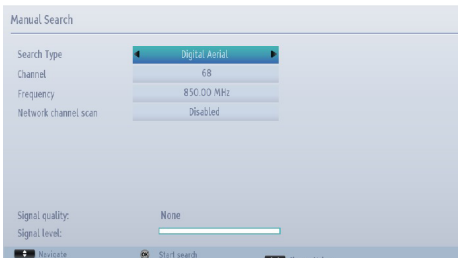 Manual Search
Search Type Digital Aerial
Channel 68
Frequency 850.00 MHz
Network channel scan Disabled
Signal quality: None
Signal level:
Navigate Start search